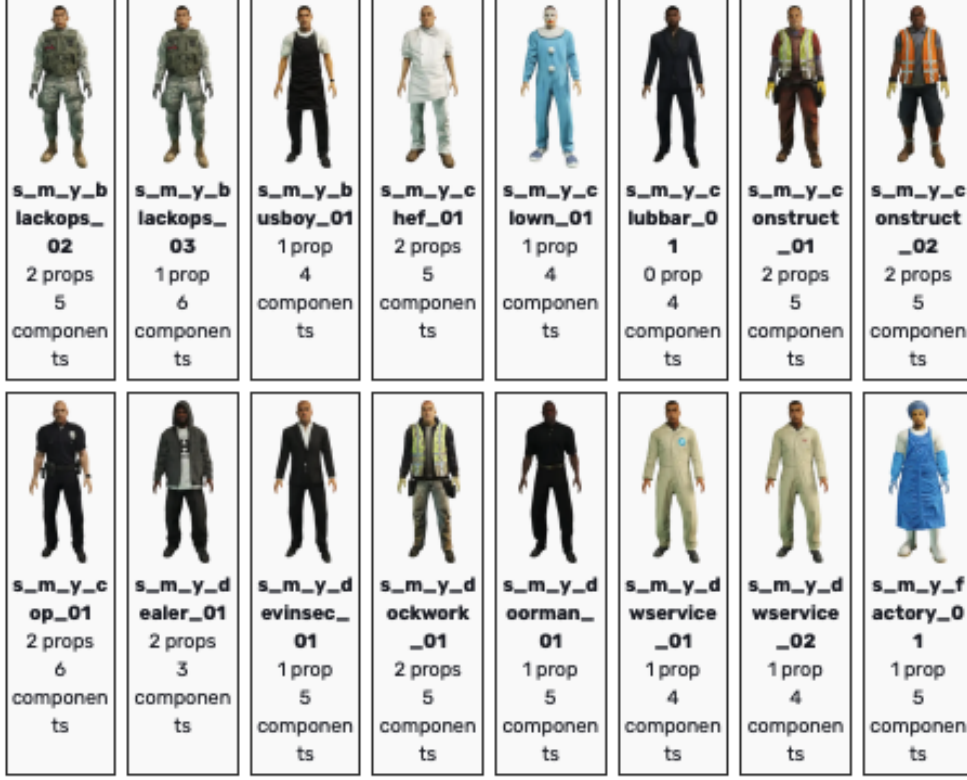 s_m_y_b
lackops_
02
2 props
5
componen
ts
s_m_y_b
lackops_
03
1 prop
6
componen
ts
s_m_y_b
usboy_01
1 prop
4
componen
ts
s_m_y_c
hef_01
2 props
5
componen
ts
s_m_y_c
lown_01
1 prop
4
componen
ts
s_m_y_c
lubbar_0
1
0 prop
4
componen
ts
s_m_y_c
onstruct
_01
2 props
5
componen
ts
s_m_y_c
onstruct
_02
2 props
5
componen
ts
s_m_y_c
op_01
2 props
6
componen
ts
s_m_y_d
ealer_01
2 props
3
componen
ts
s_m_y_d
evinsec_
01
1 prop
5
componen
ts
s_m_y_d
ockwork
_01
2 props
5
componen
ts
s_m_y_d
oorman_
01
1 prop
5
componen
ts
s_m_y_d
wservice
_01
1 prop
4
componen
ts
s_m_y_d
wservice
_02
1 prop
4
componen
ts
s_m_y_f
actory_0
1
1 prop
5
componen
ts